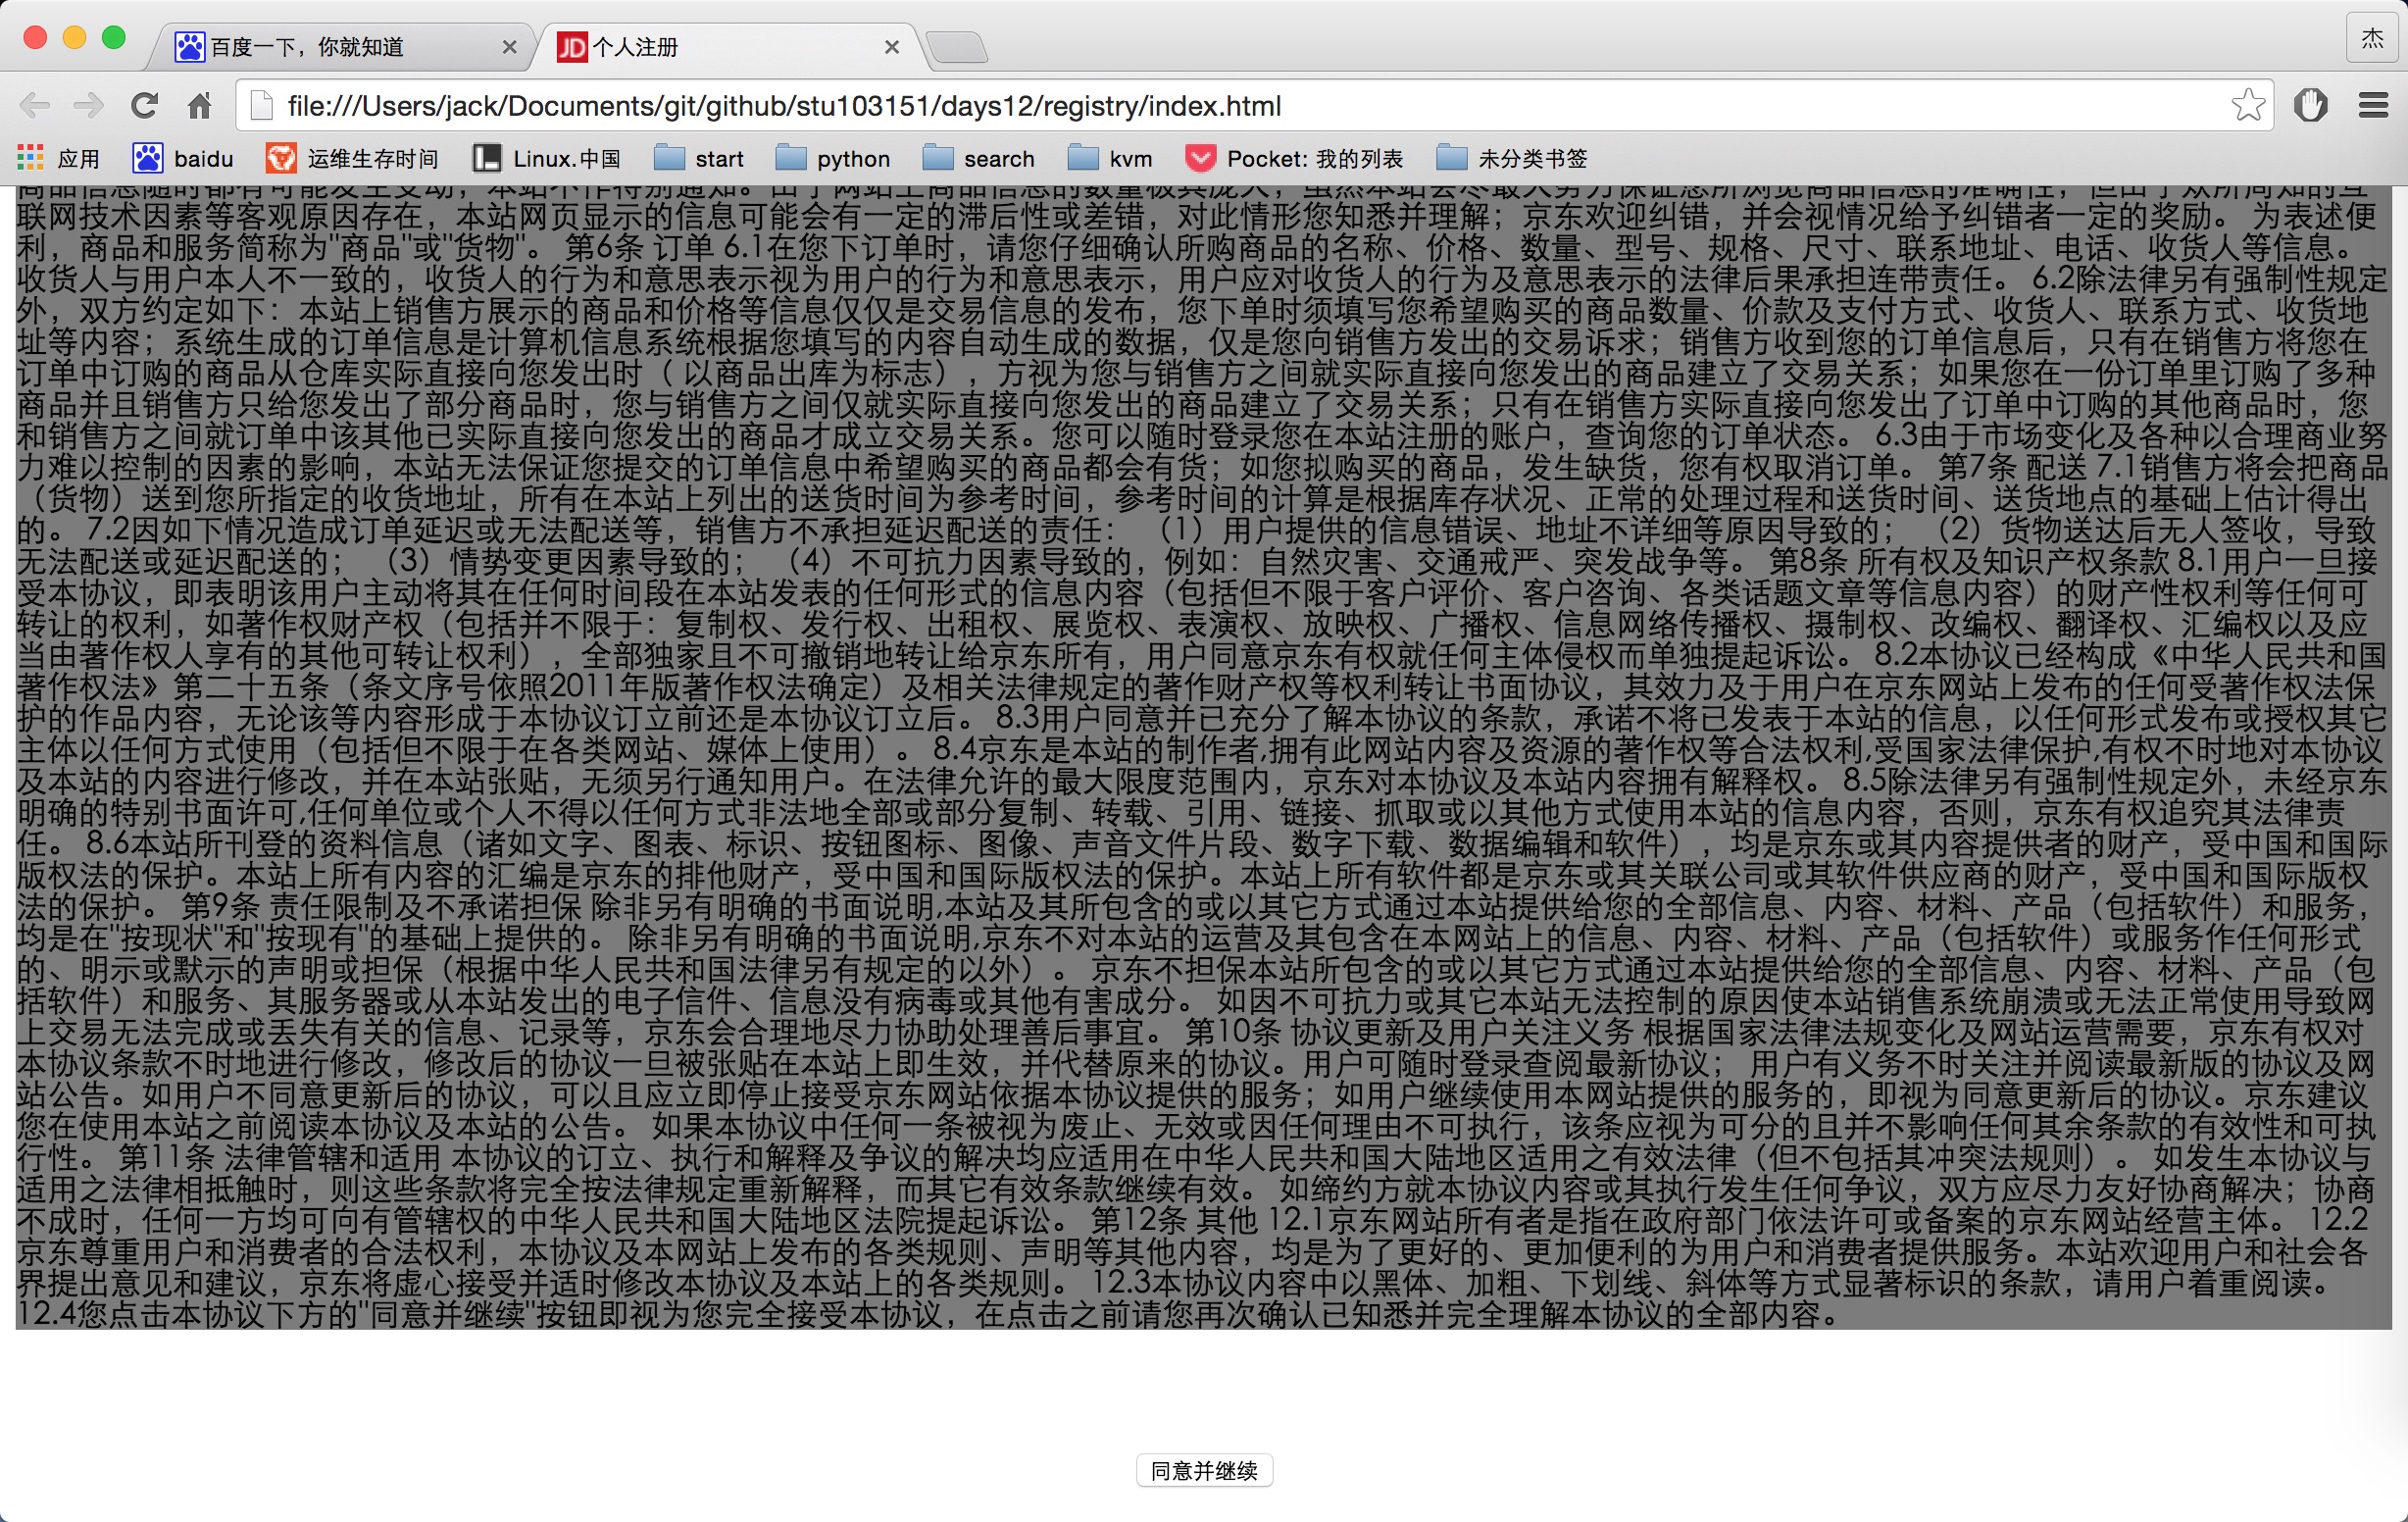 百度一下，你就知道
JD 个人注册
杰
file:///Users/jack/Documents/git/github/stu103151/days12/registry/index.html
应用 baidu 运维生存时间 Linux.中国 start python search kvm Pocket: 我的列表 未分类书签
商品信息随时都有可能发生变动，本站不作特别通知。由于网站上商品信息的数量极其庞大，虽然本站会尽最大努力保证您所浏览商品信息的准确性，但由于众所周知的互
联网技术因素等客观原因存在，本站网页显示的信息可能会有一定的滞后性或差错，对此情形您知悉并理解；京东欢迎纠错，并会视情况给予纠错者一定的奖励。 为表述便
利，商品和服务简称为"商品"或"货物"。 第6条 订单 6.1在您下订单时，请您仔细确认所购商品的名称、价格、数量、型号、规格、尺寸、联系地址、电话、收货人等信息。
收货人与用户本人不一致的，收货人的行为和意思表示视为用户的行为和意思表示，用户应对收货人的行为及意思表示的法律后果承担连带责任。 6.2除法律另有强制性规定
外，双方约定如下：本站上销售方展示的商品和价格等信息仅仅是交易信息的发布，您下单时须填写您希望购买的商品数量、价款及支付方式、收货人、联系方式、收货地
址等内容；系统生成的订单信息是计算机信息系统根据您填写的内容自动生成的数据，仅是您向销售方发出的交易诉求；销售方收到您的订单信息后，只有在销售方将您在
订单中订购的商品从仓库实际直接向您发出时（ 以商品出库为标志），方视为您与销售方之间就实际直接向您发出的商品建立了交易关系；如果您在一份订单里订购了多种
商品并且销售方只给您发出了部分商品时，您与销售方之间仅就实际直接向您发出的商品建立了交易关系；只有在销售方实际直接向您发出了订单中订购的其他商品时，您
和销售方之间就订单中该其他已实际直接向您发出的商品才成立交易关系。您可以随时登录您在本站注册的账户，查询您的订单状态。 6.3由于市场变化及各种以合理商业努
力难以控制的因素的影响，本站无法保证您提交的订单信息中希望购买的商品都会有货；如您拟购买的商品，发生缺货，您有权取消订单。 第7条 配送 7.1销售方将会把商品
（货物）送到您所指定的收货地址，所有在本站上列出的送货时间为参考时间，参考时间的计算是根据库存状况、正常的处理过程和送货时间、送货地点的基础上估计得出
的。 7.2因如下情况造成订单延迟或无法配送等，销售方不承担延迟配送的责任： （1）用户提供的信息错误、地址不详细等原因导致的； （2）货物送达后无人签收，导致
无法配送或延迟配送的； （3）情势变更因素导致的； （4）不可抗力因素导致的，例如：自然灾害、交通戒严、突发战争等。 第8条 所有权及知识产权条款 8.1用户一旦接
受本协议，即表明该用户主动将其在任何时间段在本站发表的任何形式的信息内容（包括但不限于客户评价、客户咨询、各类话题文章等信息内容）的财产性权利等任何可
转让的权利，如著作权财产权（包括并不限于：复制权、发行权、出租权、展览权、表演权、放映权、广播权、信息网络传播权、摄制权、改编权、翻译权、汇编权以及应
当由著作权人享有的其他可转让权利），全部独家且不可撤销地转让给京东所有，用户同意京东有权就任何主体侵权而单独提起诉讼。 8.2本协议已经构成《中华人民共和国
著作权法》第二十五条（条文序号依照2011年版著作权法确定）及相关法律规定的著作财产权等权利转让书面协议，其效力及于用户在京东网站上发布的任何受著作权法保
护的作品内容，无论该等内容形成于本协议订立前还是本协议订立后。 8.3用户同意并已充分了解本协议的条款，承诺不将已发表于本站的信息，以任何形式发布或授权其它
主体以任何方式使用（包括但不限于在各类网站、媒体上使用）。 8.4京东是本站的制作者,拥有此网站内容及资源的著作权等合法权利,受国家法律保护,有权不时地对本协议
及本站的内容进行修改，并在本站张贴，无须另行通知用户。在法律允许的最大限度范围内，京东对本协议及本站内容拥有解释权。 8.5除法律另有强制性规定外，未经京东
明确的特别书面许可,任何单位或个人不得以任何方式非法地全部或部分复制、转载、引用、链接、抓取或以其他方式使用本站的信息内容，否则，京东有权追究其法律责
任。 8.6本站所刊登的资料信息（诸如文字、图表、标识、按钮图标、图像、声音文件片段、数字下载、数据编辑和软件），均是京东或其内容提供者的财产，受中国和国际
版权法的保护。本站上所有内容的汇编是京东的排他财产，受中国和国际版权法的保护。本站上所有软件都是京东或其关联公司或其软件供应商的财产，受中国和国际版权
法的保护。 第9条 责任限制及不承诺担保 除非另有明确的书面说明,本站及其所包含的或以其它方式通过本站提供给您的全部信息、内容、材料、产品（包括软件）和服务，
均是在"按现状"和"按现有"的基础上提供的。 除非另有明确的书面说明,京东不对本站的运营及其包含在本网站上的信息、内容、材料、产品（包括软件）或服务作任何形式
的、明示或默示的声明或担保（根据中华人民共和国法律另有规定的以外）。 京东不担保本站所包含的或以其它方式通过本站提供给您的全部信息、内容、材料、产品（包
括软件）和服务、其服务器或从本站发出的电子信件、信息没有病毒或其他有害成分。 如因不可抗力或其它本站无法控制的原因使本站销售系统崩溃或无法正常使用导致网
上交易无法完成或丢失有关的信息、记录等，京东会合理地尽力协助处理善后事宜。 第10条 协议更新及用户关注义务 根据国家法律法规变化及网站运营需要，京东有权对
本协议条款不时地进行修改，修改后的协议一旦被张贴在本站上即生效，并代替原来的协议。用户可随时登录查阅最新协议； 用户有义务不时关注并阅读最新版的协议及网
站公告。如用户不同意更新后的协议，可以且应立即停止接受京东网站依据本协议提供的服务；如用户继续使用本网站提供的服务的，即视为同意更新后的协议。京东建议
您在使用本站之前阅读本协议及本站的公告。 如果本协议中任何一条被视为废止、无效或因任何理由不可执行，该条应视为可分的且并不影响任何其余条款的有效性和可执
行性。 第11条 法律管辖和适用 本协议的订立、执行和解释及争议的解决均应适用在中华人民共和国大陆地区适用之有效法律（但不包括其冲突法规则）。 如发生本协议与
适用之法律相抵触时，则这些条款将完全按法律规定重新解释，而其它有效条款继续有效。 如缔约方就本协议内容或其执行发生任何争议，双方应尽力友好协商解决；协商
不成时，任何一方均可向有管辖权的中华人民共和国大陆地区法院提起诉讼。 第12条 其他 12.1京东网站所有者是指在政府部门依法许可或备案的京东网站经营主体。 12.2
京东尊重用户和消费者的合法权利，本协议及本网站上发布的各类规则、声明等其他内容，均是为了更好的、更加便利的为用户和消费者提供服务。本站欢迎用户和社会各
界提出意见和建议，京东将虚心接受并适时修改本协议及本站上的各类规则。 12.3本协议内容中以黑体、加粗、下划线、斜体等方式显著标识的条款，请用户着重阅读。
12.4您点击本协议下方的"同意并继续"按钮即视为您完全接受本协议，在点击之前请您再次确认已知悉并完全理解本协议的全部内容。
同意并继续